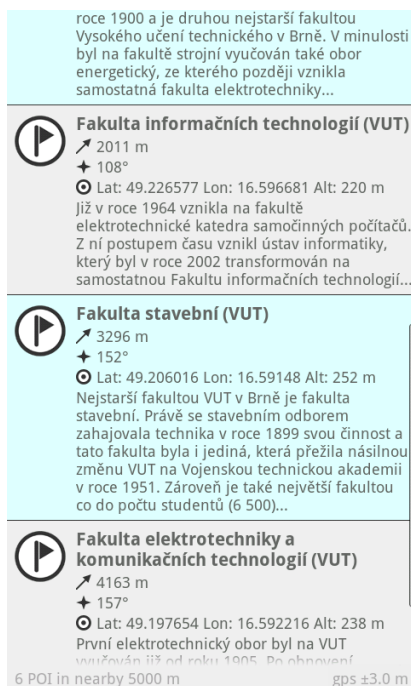 roce 1900 a je druhou nejstarší fakultou
Vysokého učení technického v Brně. V minulosti
byl na fakultě strojní vyučován také obor
energetický, ze kterého později vznikla
samostatná fakulta elektrotechniky...
Fakulta informačních technologií (VUT)
2011 m
108°
Lat: 49.226577 Lon: 16.596681 Alt: 220 m
Již v roce 1964 vznikla na fakultě
elektrotechnické katedra samočinných počítačů.
Z ní postupem času vznikl ústav informatiky,
který byl v roce 2002 transformován na
samostatnou Fakultu informačních technologií...
Fakulta stavební (VUT)
3296 m
152°
Lat: 49.206016 Lon: 16.59148 Alt: 252 m
Nejstarší fakultou VUT v Brně je fakulta
stavební. Právě se stavebním odborem
zahajovala technika v roce 1899 svou činnost a
tato fakulta byla i jediná, která přežila násilnou
změnu VUT na Vojenskou technickou akademii
v roce 1951. Zároveň je také největší fakultou
co do počtu studentů (6 500)...
Fakulta elektrotechniky a
komunikačních technologií (VUT)
4163 m
157°
Lat: 49.197654 Lon: 16.592216 Alt: 238 m
První elektrotechnický obor byl na VUT
vyučován již od roku 1905. Po obnovení
6 POI in nearby 5000 m gps ±3.0 m